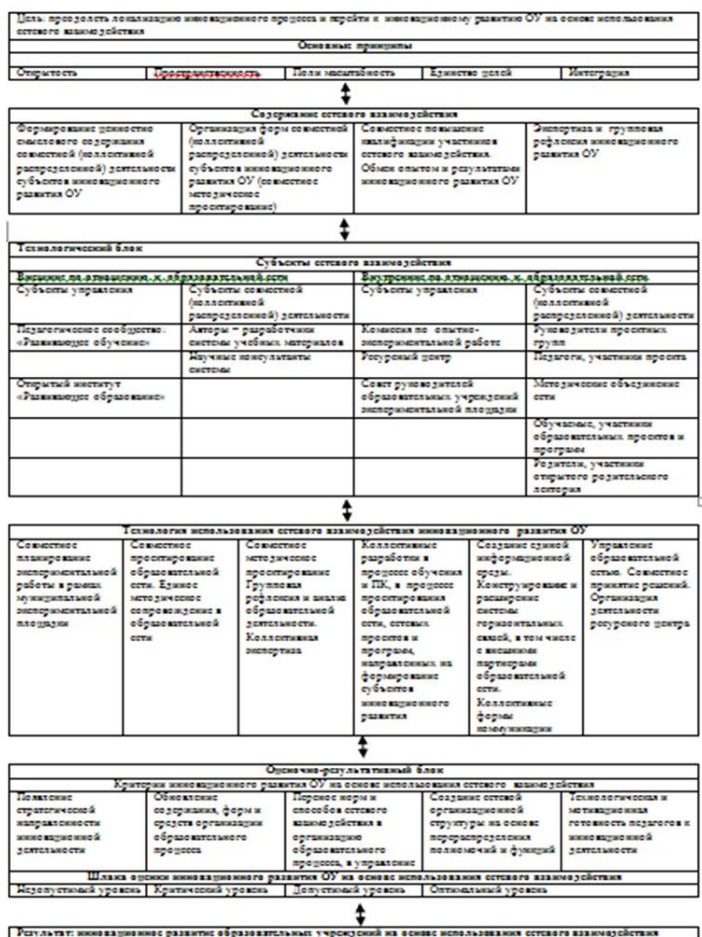 Цель: преодолеть локализацию инновационного процесса и перейти к инновационному развитию ОУ на основе использования
сетевого взаимодействия
Основные принципы
Открытость
Пространственность
Поли масштабность
Единство целей
Интеграция
Содержание сетевого взаимодействия
Формирование ценностно
смыслового содержания
совместной (коллективной
распределенной) деятельности
субъектов инновационного
развития ОУ
Организация форм совместной
(коллективной
распределенной) деятельности
субъектов инновационного
развития ОУ (совместное
методическое
проектирование)
Совместное повышение
квалификации участников
сетевого взаимодействия.
Обмен опытом и результатами
инновационного развития ОУ
Экспертиза и групповая
рефлексия инновационного
развития ОУ
Технологический блок
Субъекты сетевого взаимодействия
Внешние по отношению к образовательной сети
Внутренние по отношению к образовательной сети
Субъекты управления
Субъекты совместной
(коллективной
распределенной) деятельности
Субъекты управления
Субъекты совместной
(коллективной
распределенной) деятельности
Педагогическое сообщество:
«Развивающее обучение»
Авторы – разработчики
системы учебных материалов
Комиссия по опытно-
экспериментальной работе
Руководители проектных
групп
Научные консультанты
системы
Ресурсный центр
Педагоги, участники проекта
Открытый институт
«Развивающее образование»
Совет руководителей
образовательных учреждений
экспериментальной площадки
Методические объединение
сети
Обучаемые, участники
образовательных проектов и
программ
Родители, участники
открытого родительского
лектория
Технология использования сетевого взаимодействия инновационного развития ОУ
Совместное
планирование
экспериментальной
работы в рамках
муниципальной
экспериментальной
площадки
Совместное
проектирование
образовательной
сети. Единое
методическое
сопровождение в
образовательной
сети
Совместное
методическое
проектирование
Групповая
рефлексия и анализ
образовательной
деятельности.
Коллективная
экспертиза
Коллективные
разработки в
процессе обучения
и ПК, в процессе
проектирования
образовательной
сети, сетевых
проектов и
программ,
направленных на
формирование
субъектов
инновационного
развития
Создание единой
информационной
среды.
Конструирование и
расширение
системы
горизонтальных
связей, в том числе
с внешними
партнерами
образовательной
сети.
Коллективные
формы
коммуникации
Управление
образовательной
сетью. Совместное
принятие решений.
Организация
деятельности
ресурсного центра
Оценочно-результативный блок
Критерии инновационного развития ОУ на основе использования сетевого взаимодействия
Появление
стратегической
направленности
инновационной
деятельности
Обновление
содержания, форм и
средств организации
образовательного
процесса
Перенос норм и
способов сетевого
взаимодействия в
организацию
образовательного
процесса, в управление
Создание сетевой
организационной
структуры на основе
перераспределения
полномочий и функций
Технологическая и
мотивационная
готовность педагогов к
инновационной
деятельности
Шкала оценки инновационного развития ОУ на основе использования сетевого взаимодействия
Недопустимый уровень
Критический уровень
Допустимый уровень
Оптимальный уровень
Результат: инновационное развитие образовательных учреждений на основе использования сетевого взаимодействия